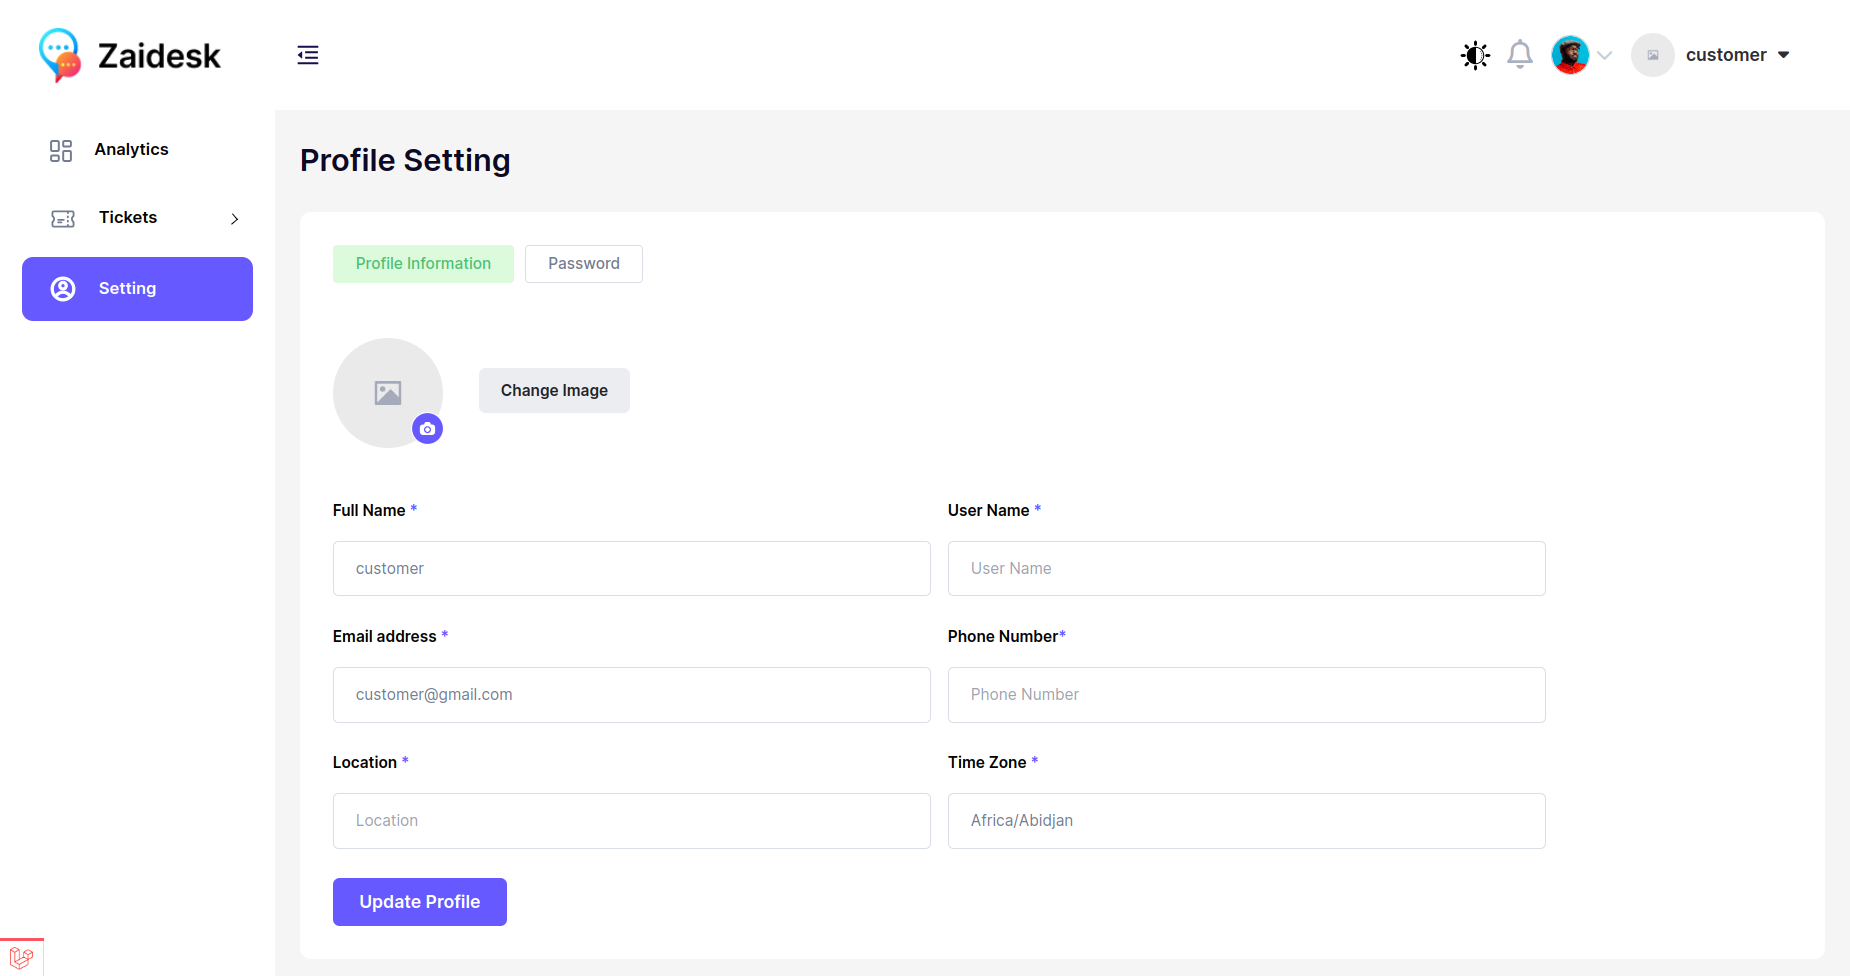 Zaidesk
customer
Analytics
Tickets
Setting
Profile Setting
Profile Information
Password
Change Image
Full Name *
User Name *
customer
User Name
Email address *
Phone Number*
customer@gmail.com
Phone Number
Location *
Time Zone *
Location
Africa/Abidjan
Update Profile